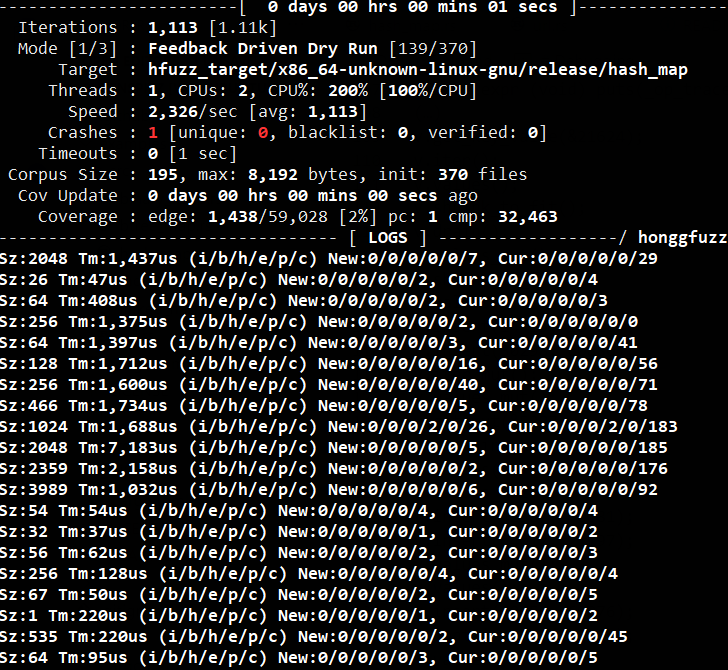 ------------------------[  0 days 00 hrs 00 mins 01 secs ]---------------
Iterations : 1,113 [1.11k]
Mode [1/3] : Feedback Driven Dry Run [139/370]
Target : hfuzz_target/x86_64-unknown-linux-gnu/release/hash_map
Threads : 1, CPUs: 2, CPU%: 200% [100%/CPU]
Speed : 2,326/sec [avg: 1,113]
Crashes : 1 [unique: 0, blacklist: 0, verified: 0]
Timeouts : 0 [1 sec]
Corpus Size : 195, max: 8,192 bytes, init: 370 files
Cov Update : 0 days 00 hrs 00 mins 00 secs ago
Coverage : edge: 1,438/59,028 [2%] pc: 1 cmp: 32,463
---------------------------------- [ LOGS ] ------------------/ honggfuzz
Sz:2048 Tm:1,437us (i/b/h/e/p/c) New:0/0/0/0/0/7, Cur:0/0/0/0/0/29
Sz:26 Tm:47us (i/b/h/e/p/c) New:0/0/0/0/0/2, Cur:0/0/0/0/0/4
Sz:64 Tm:408us (i/b/h/e/p/c) New:0/0/0/0/0/2, Cur:0/0/0/0/0/3
Sz:256 Tm:1,375us (i/b/h/e/p/c) New:0/0/0/0/0/2, Cur:0/0/0/0/0/0
Sz:64 Tm:1,397us (i/b/h/e/p/c) New:0/0/0/0/0/3, Cur:0/0/0/0/0/41
Sz:128 Tm:1,712us (i/b/h/e/p/c) New:0/0/0/0/0/16, Cur:0/0/0/0/0/56
Sz:256 Tm:1,600us (i/b/h/e/p/c) New:0/0/0/0/0/40, Cur:0/0/0/0/0/71
Sz:466 Tm:1,734us (i/b/h/e/p/c) New:0/0/0/0/0/5, Cur:0/0/0/0/0/78
Sz:1024 Tm:1,688us (i/b/h/e/p/c) New:0/0/0/2/0/26, Cur:0/0/0/2/0/183
Sz:2048 Tm:7,183us (i/b/h/e/p/c) New:0/0/0/0/0/5, Cur:0/0/0/0/0/185
Sz:2359 Tm:2,158us (i/b/h/e/p/c) New:0/0/0/0/0/2, Cur:0/0/0/0/0/176
Sz:3989 Tm:1,032us (i/b/h/e/p/c) New:0/0/0/0/0/6, Cur:0/0/0/0/0/92
Sz:54 Tm:54us (i/b/h/e/p/c) New:0/0/0/0/0/4, Cur:0/0/0/0/0/4
Sz:32 Tm:37us (i/b/h/e/p/c) New:0/0/0/0/0/1, Cur:0/0/0/0/0/2
Sz:56 Tm:62us (i/b/h/e/p/c) New:0/0/0/0/0/2, Cur:0/0/0/0/0/3
Sz:256 Tm:128us (i/b/h/e/p/c) New:0/0/0/0/0/4, Cur:0/0/0/0/0/4
Sz:67 Tm:50us (i/b/h/e/p/c) New:0/0/0/0/0/2, Cur:0/0/0/0/0/5
Sz:1 Tm:220us (i/b/h/e/p/c) New:0/0/0/0/0/1, Cur:0/0/0/0/0/2
Sz:535 Tm:220us (i/b/h/e/p/c) New:0/0/0/0/0/2, Cur:0/0/0/0/0/45
Sz:64 Tm:95us (i/b/h/e/p/c) New:0/0/0/0/0/3, Cur:0/0/0/0/0/5